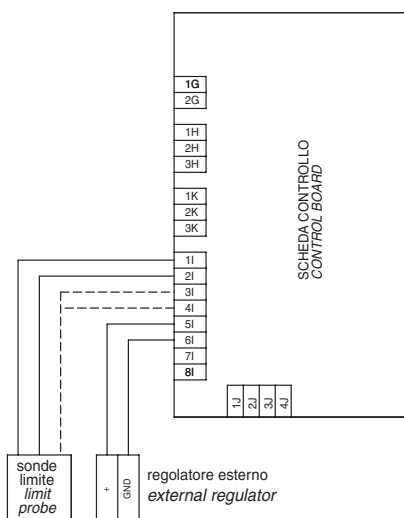 1G
2G
1H
2H
3H
1K
2K
3K
1I
2I
3I
4I
5I
6I
7I
8I
SCHEDA CONTROLLO
CONTROL BOARD
1J
2J
3J
4J
sonde
limite
limit
probe
+
GND
regolatore esterno
external regulator